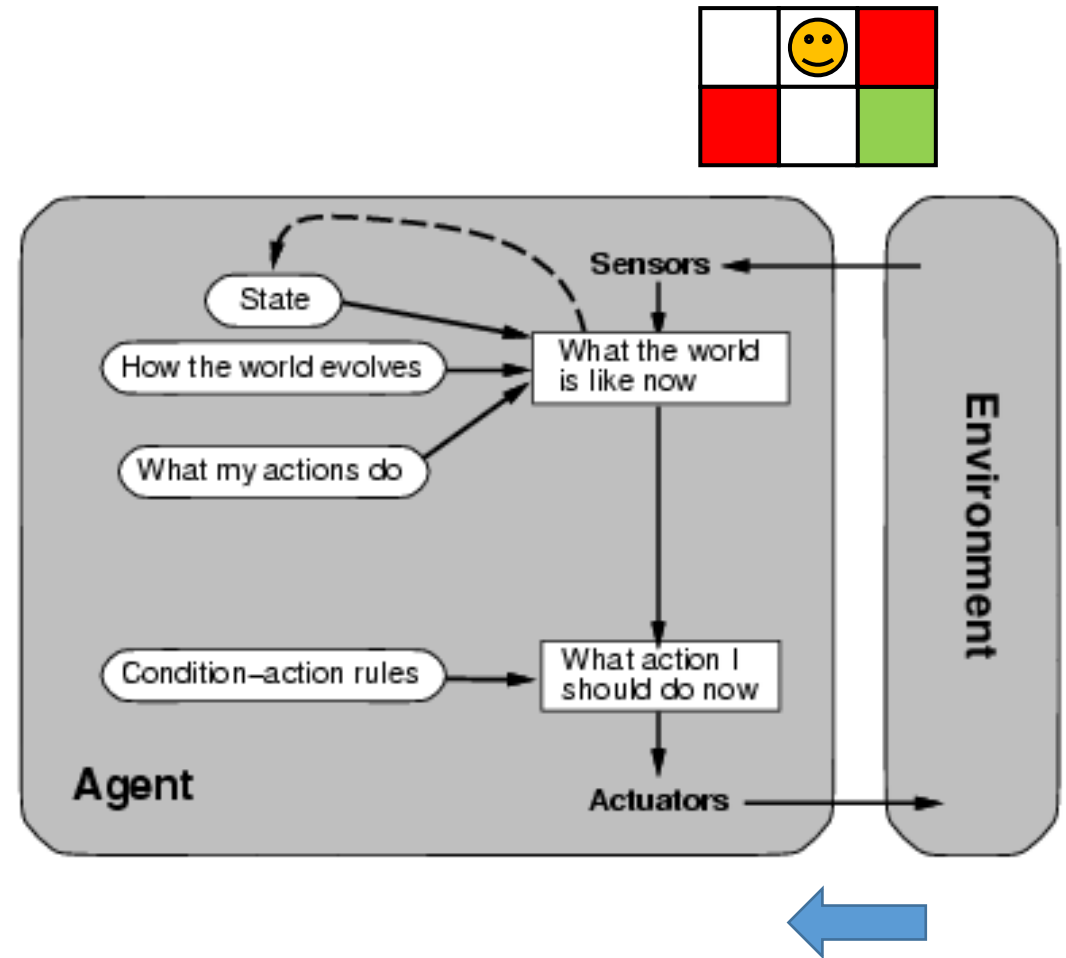 Sensors
State
What the world
is like now
How the world evolves
What my actions do
Environment
Condition–action rules
What action I
should do now
Agent
Actuators